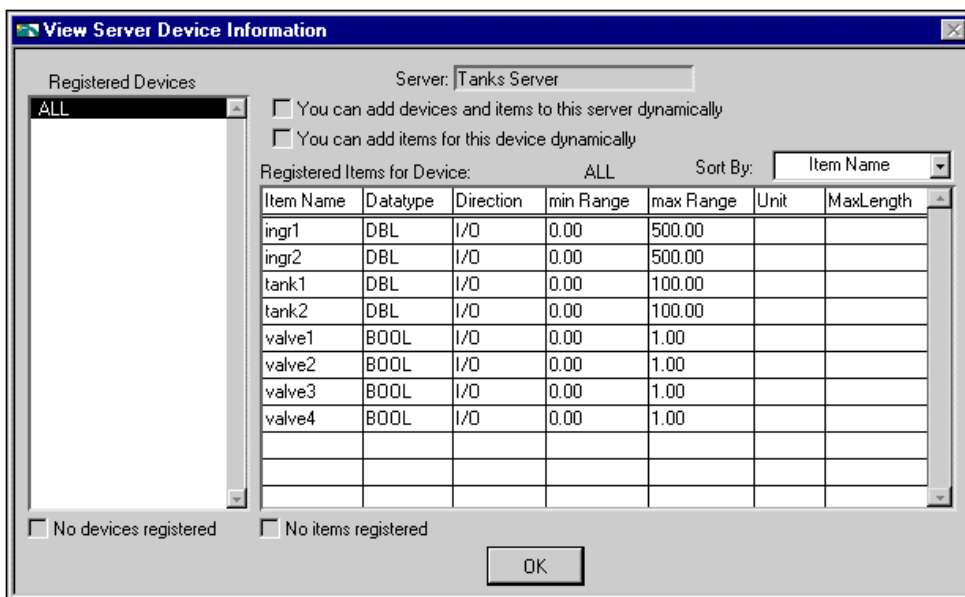 View Server Device Information
Registered Devices
ALL
Server: Tanks Server
You can add devices and items to this server dynamically
You can add items for this device dynamically
Registered Items for Device: ALL Sort By: Item Name
Item Name Datatype Direction min Range max Range Unit MaxLength
ingr1 DBL I/O 0.00 500.00
ingr2 DBL I/O 0.00 500.00
tank1 DBL I/O 0.00 100.00
tank2 DBL I/O 0.00 100.00
valve1 BOOL I/O 0.00 1.00
valve2 BOOL I/O 0.00 1.00
valve3 BOOL I/O 0.00 1.00
valve4 BOOL I/O 0.00 1.00
No devices registered
No items registered
OK